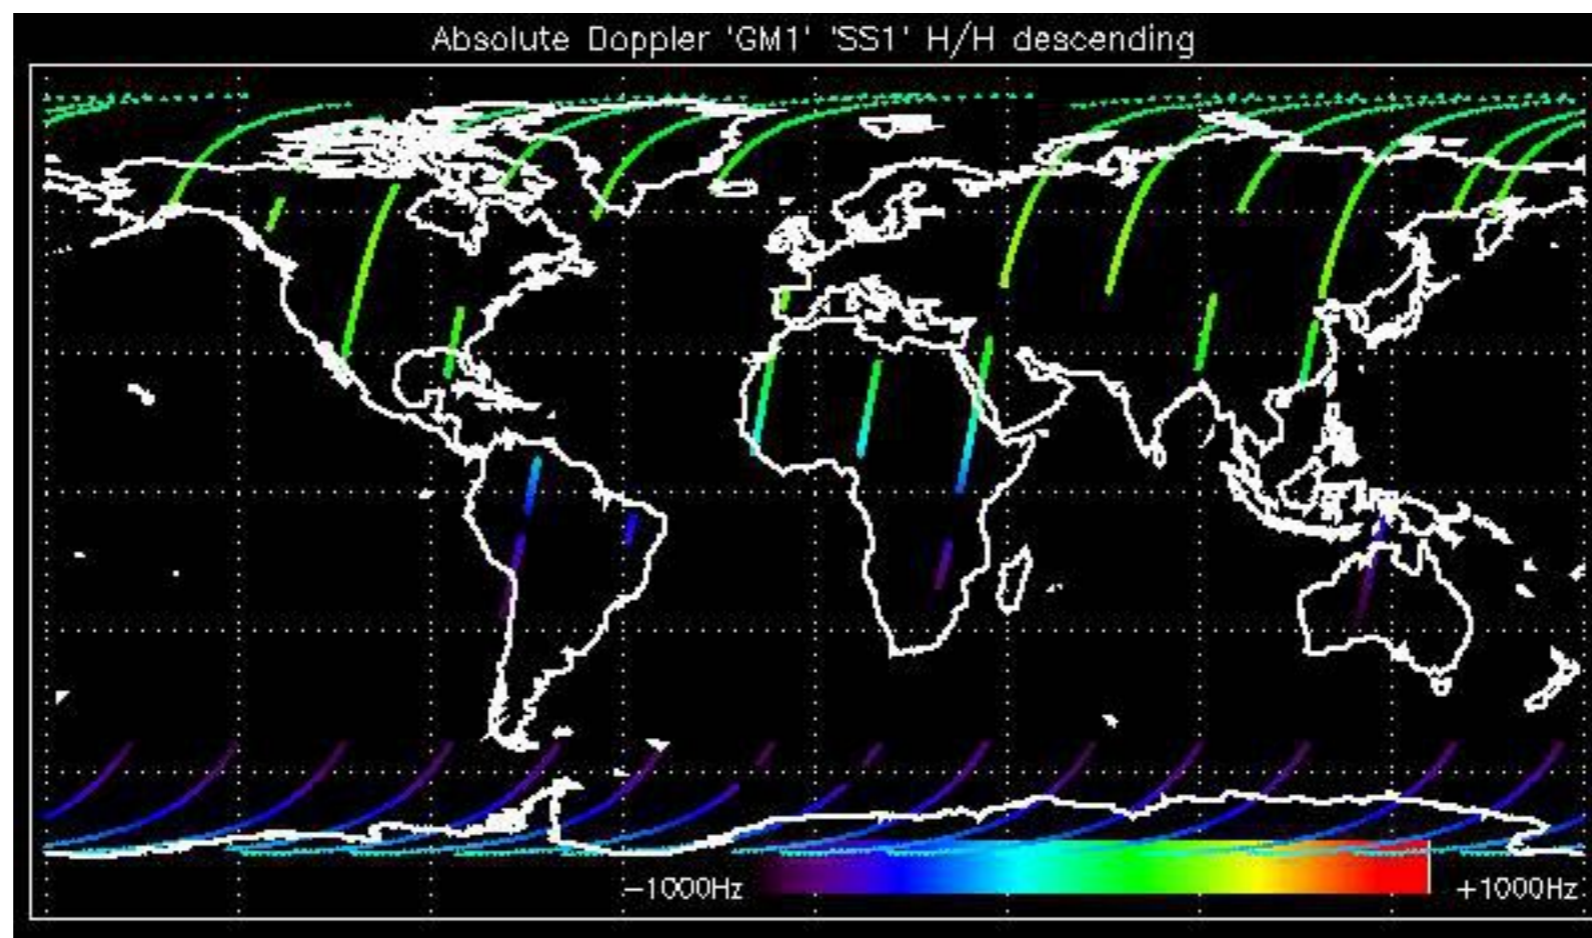 Absolute Doppler 'GM1' 'SS1' H/H descending
−1000Hz
+1000Hz